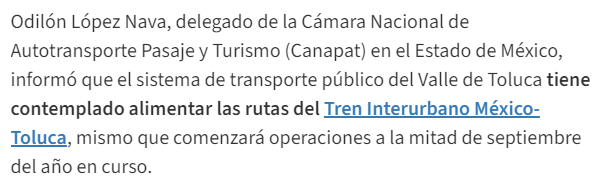 Odilón López Nava, delegado de la Cámara Nacional de
Autotransporte Pasaje y Turismo (Canapat) en el Estado de México,
informó que el sistema de transporte público del Valle de Toluca tiene
contemplado alimentar las rutas del Tren Interurbano México-
Toluca, mismo que comenzará operaciones a la mitad de septiembre
del año en curso.